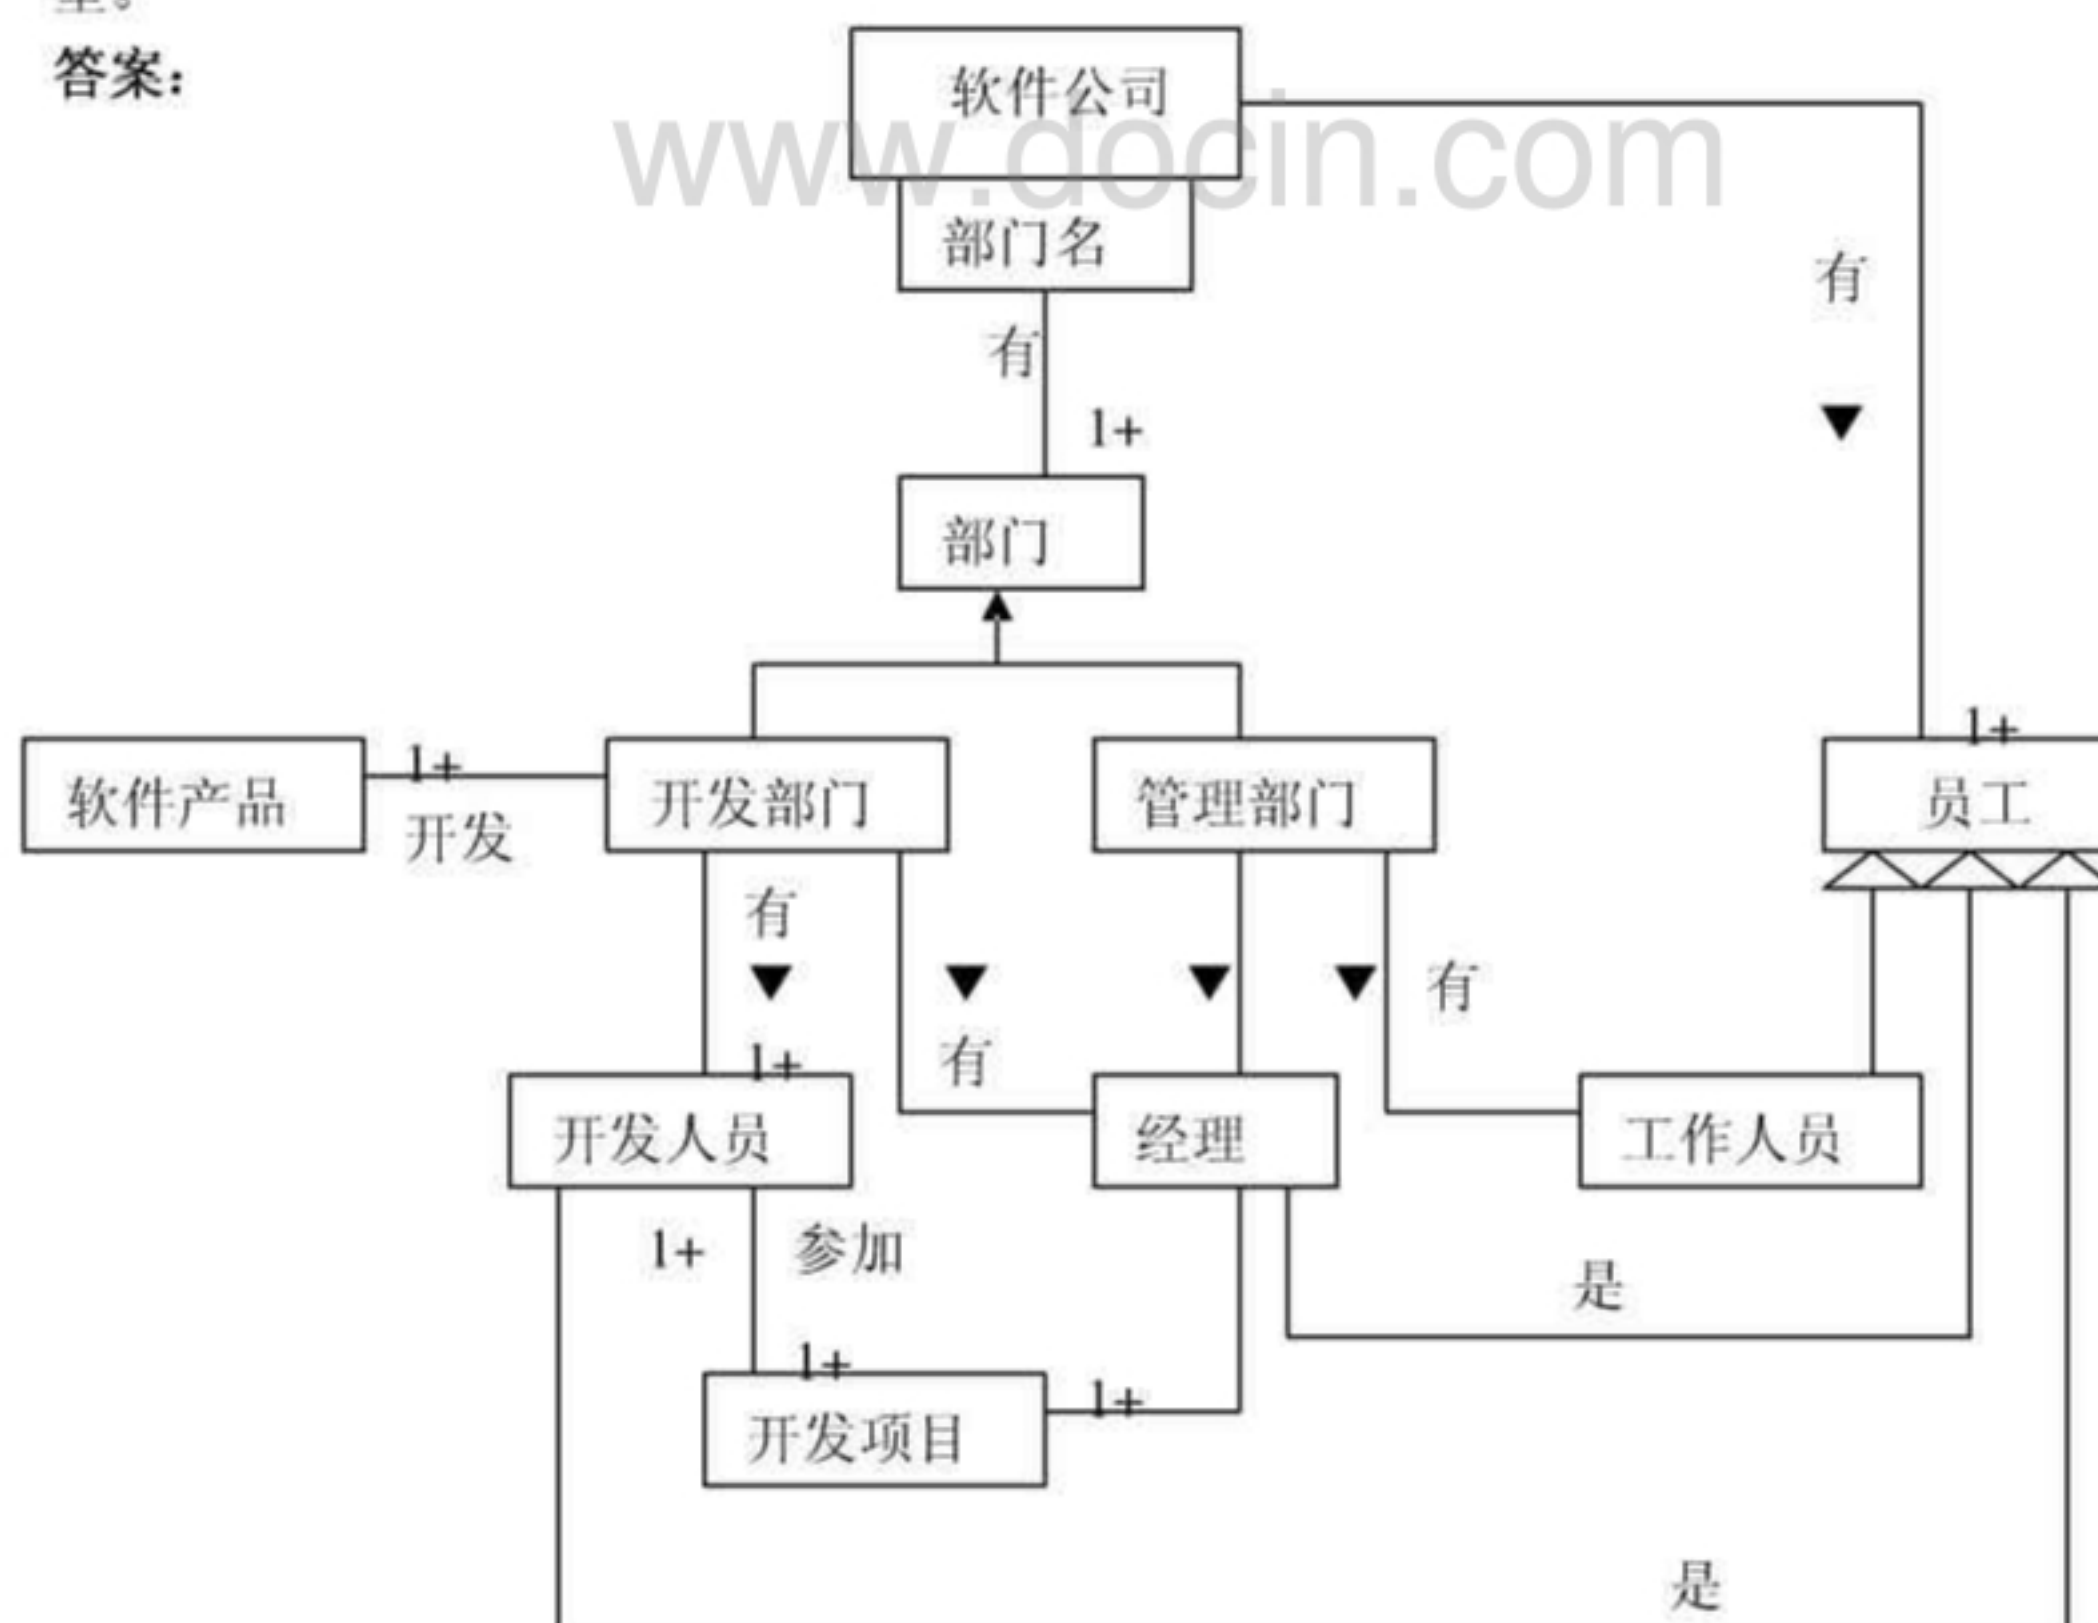 答案：
软件公司
www.docin.com
部门名
有
有
1+
部门
1+
1+
软件产品
开发
开发部门
管理部门
员工
有
有
有
1+
开发人员
经理
工作人员
1+
参加
是
1+
1+
开发项目
是